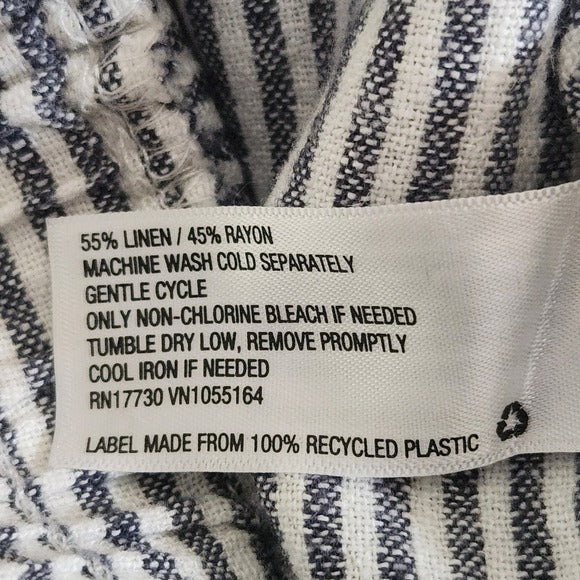 55% LINEN / 45% RAYON
MACHINE WASH COLD SEPARATELY
GENTLE CYCLE
ONLY NON-CHLORINE BLEACH IF NEEDED
TUMBLE DRY LOW, REMOVE PROMPTLY
COOL IRON IF NEEDED
RN17730 VN1055164
LABEL MADE FROM 100% RECYCLED PLASTIC